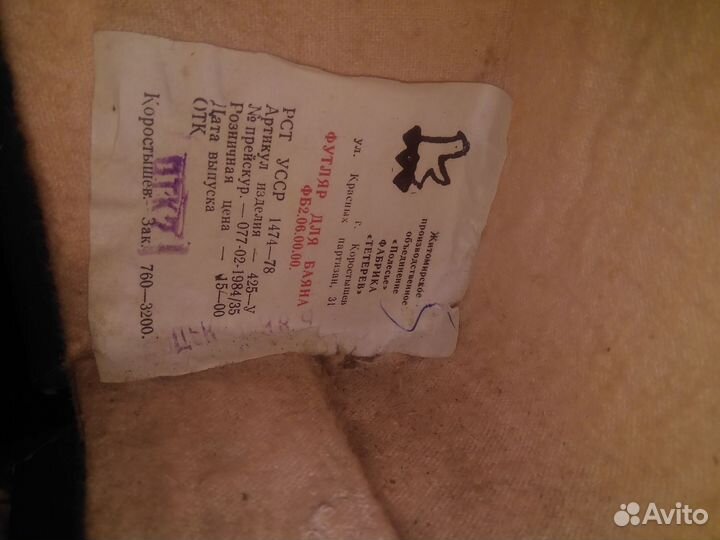 Житомирское
производственное
объединение
«Полесье»
ФАБРИКА
«ТЕТЕРЕВ»
г. Коростышев
ул. Красных партизан, 31
ФУТЛЯР ДЛЯ БАЯНА
ФБ2.06.00.00.
РСТ УССР 1474—78
Артикул изделия — 425—У
№ прейскур. — 077-02-1984/35
Розничная цена — 15—00
Дата выпуска
ОТК
Коростышев. Зак. 760—3200.
Avito